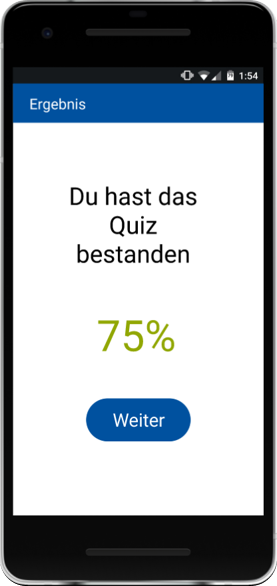 1:54
Ergebnis
Du hast das
Quiz
bestanden
75%
Weiter